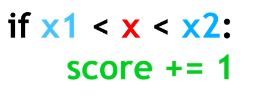 if x1 < x < x2:
    score += 1